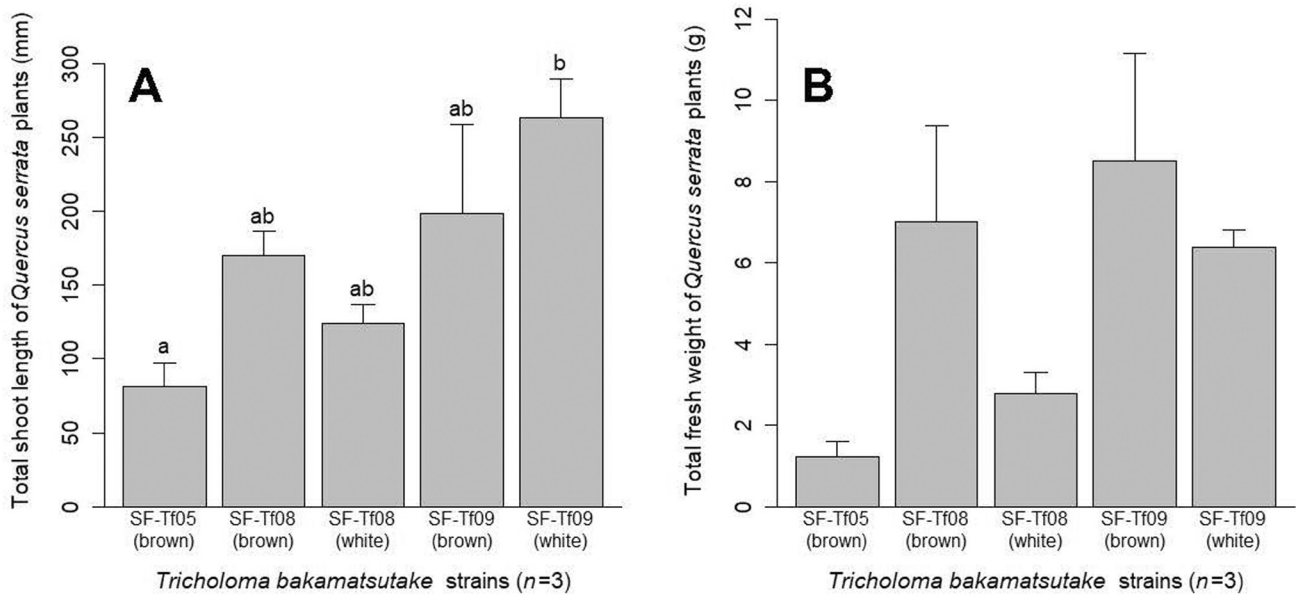 A
Total shoot length of Quercus serrata plants (mm)
300
250
200
150
100
50
0
a
ab
ab
ab
b
SF-Tf05 SF-Tf08 SF-Tf08 SF-Tf09 SF-Tf09
(brown) (brown) (white) (brown) (white)
Tricholoma bakamatsutake strains (n=3)
B
Total fresh weight of Quercus serrata plants (g)
12
10
8
6
4
2
0
SF-Tf05 SF-Tf08 SF-Tf08 SF-Tf09 SF-Tf09
(brown) (brown) (white) (brown) (white)
Tricholoma bakamatsutake strains (n=3)